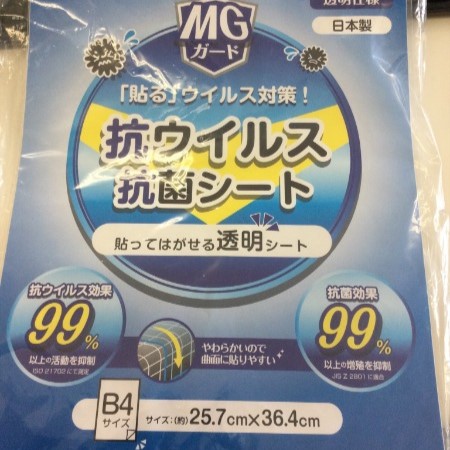 透明仕様
日本製
MG
ガード
「貼る」ウイルス対策！
抗ウイルス
抗菌シート
貼ってはがせる透明シート
抗ウイルス効果
99%
以上の活動を抑制
ISO 21702にて測定
やわらかいので
曲面に貼りやすい
抗菌効果
99%
以上の増殖を抑制
JIS Z 2801に適合
B4
サイズ
サイズ:(約)25.7cm×36.4cm